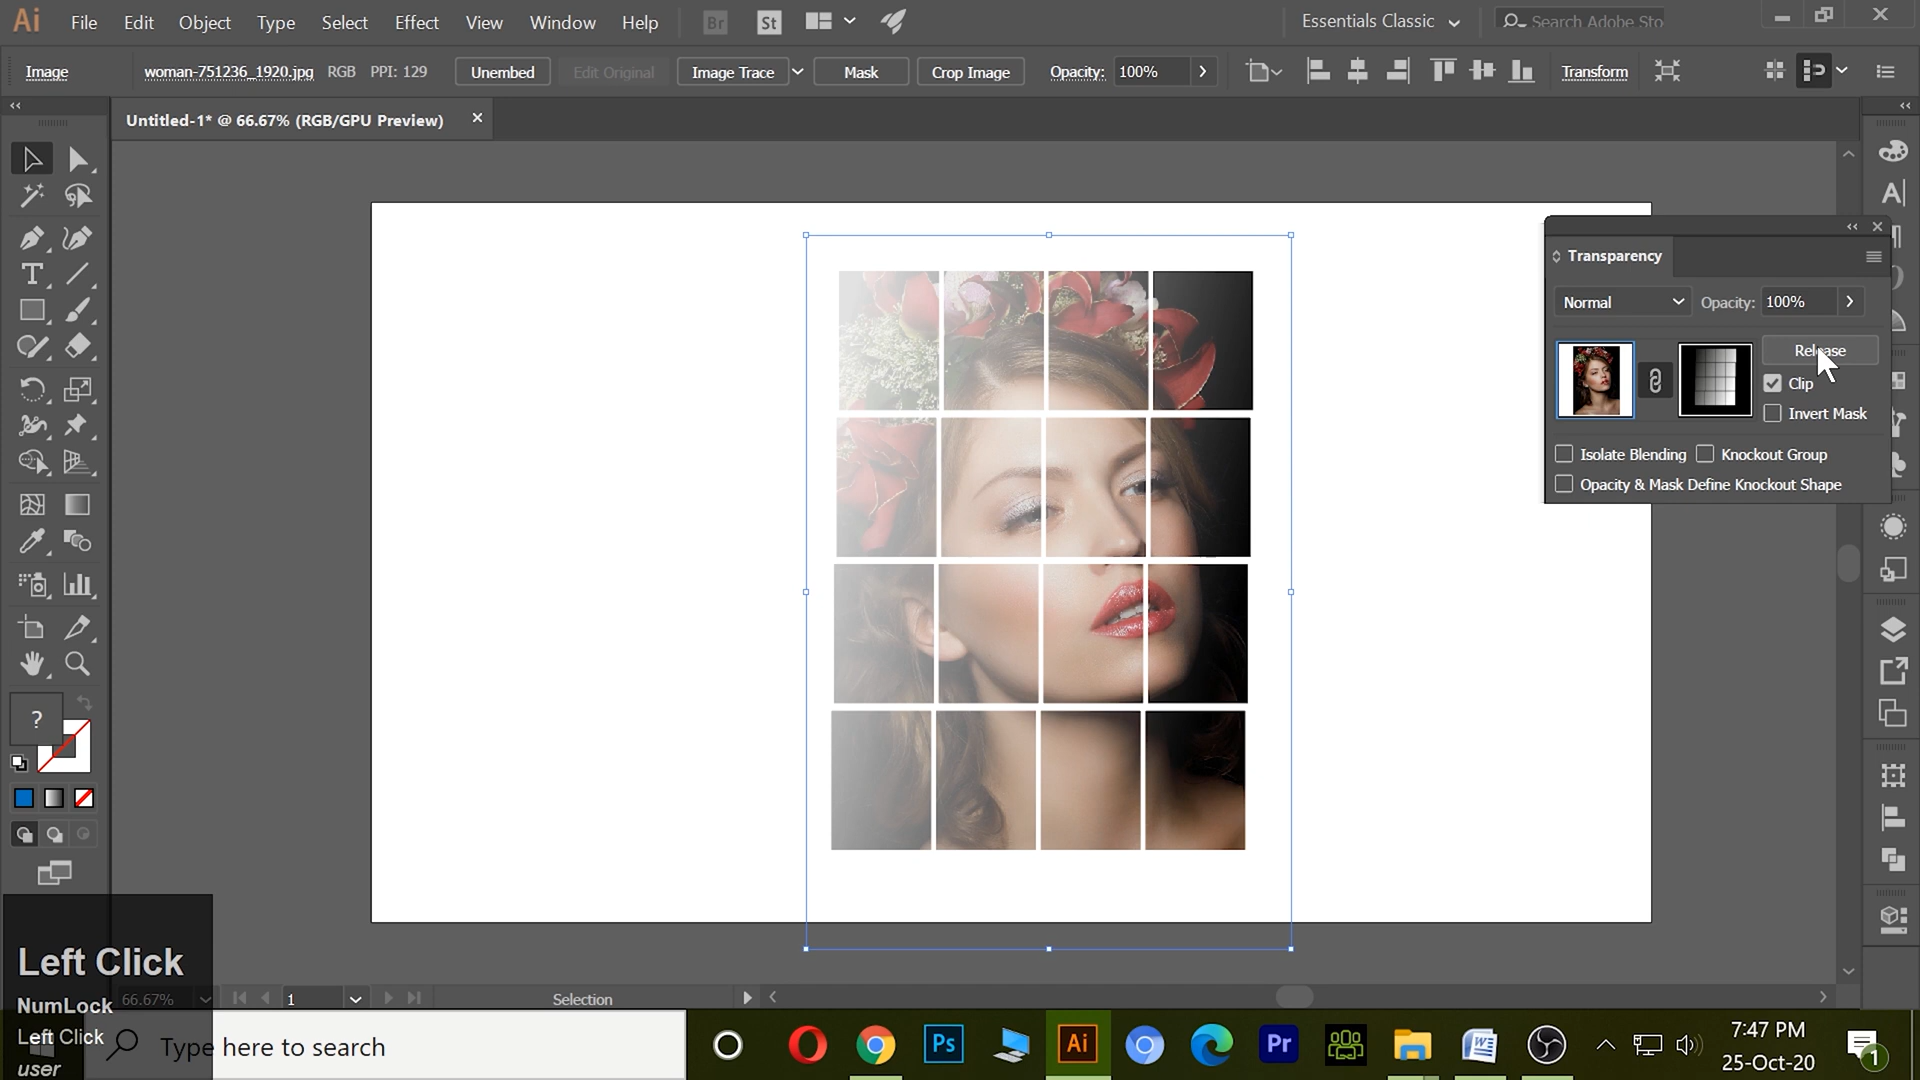 Ai File Edit Object Type Select Effect View Window Help Br St Essentials Classic Search Adobe Sto
Image woman-751236_1920.jpg RGB PPI: 129 Unembed Edit Original Image Trace Mask Crop Image Opacity: 100% Transform
Untitled-1* @ 66.67% (RGB/GPU Preview)
Transparency
Normal Opacity: 100%
Release
Clip
Invert Mask
Isolate Blending Knockout Group
Opacity & Mask Define Knockout Shape
?
Left Click
NumLock
Left Click
user
66.67% 1 Selection
Type here to search
Ps Ai Pr
7:47 PM
25-Oct-20
1